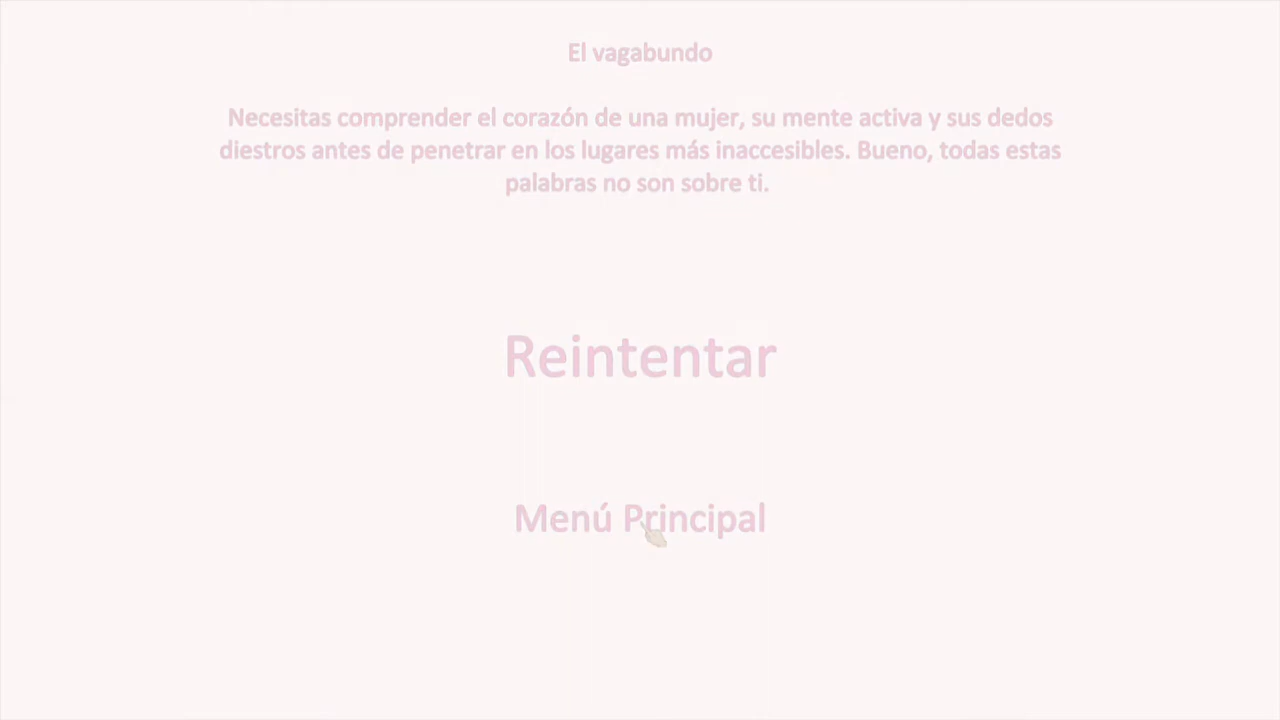 El vagabundo
Necesitas comprender el corazón de una mujer, su mente activa y sus dedos
diestros antes de penetrar en los lugares más inaccesibles. Bueno, todas estas
palabras no son sobre ti.
Reintentar
Menú Principal